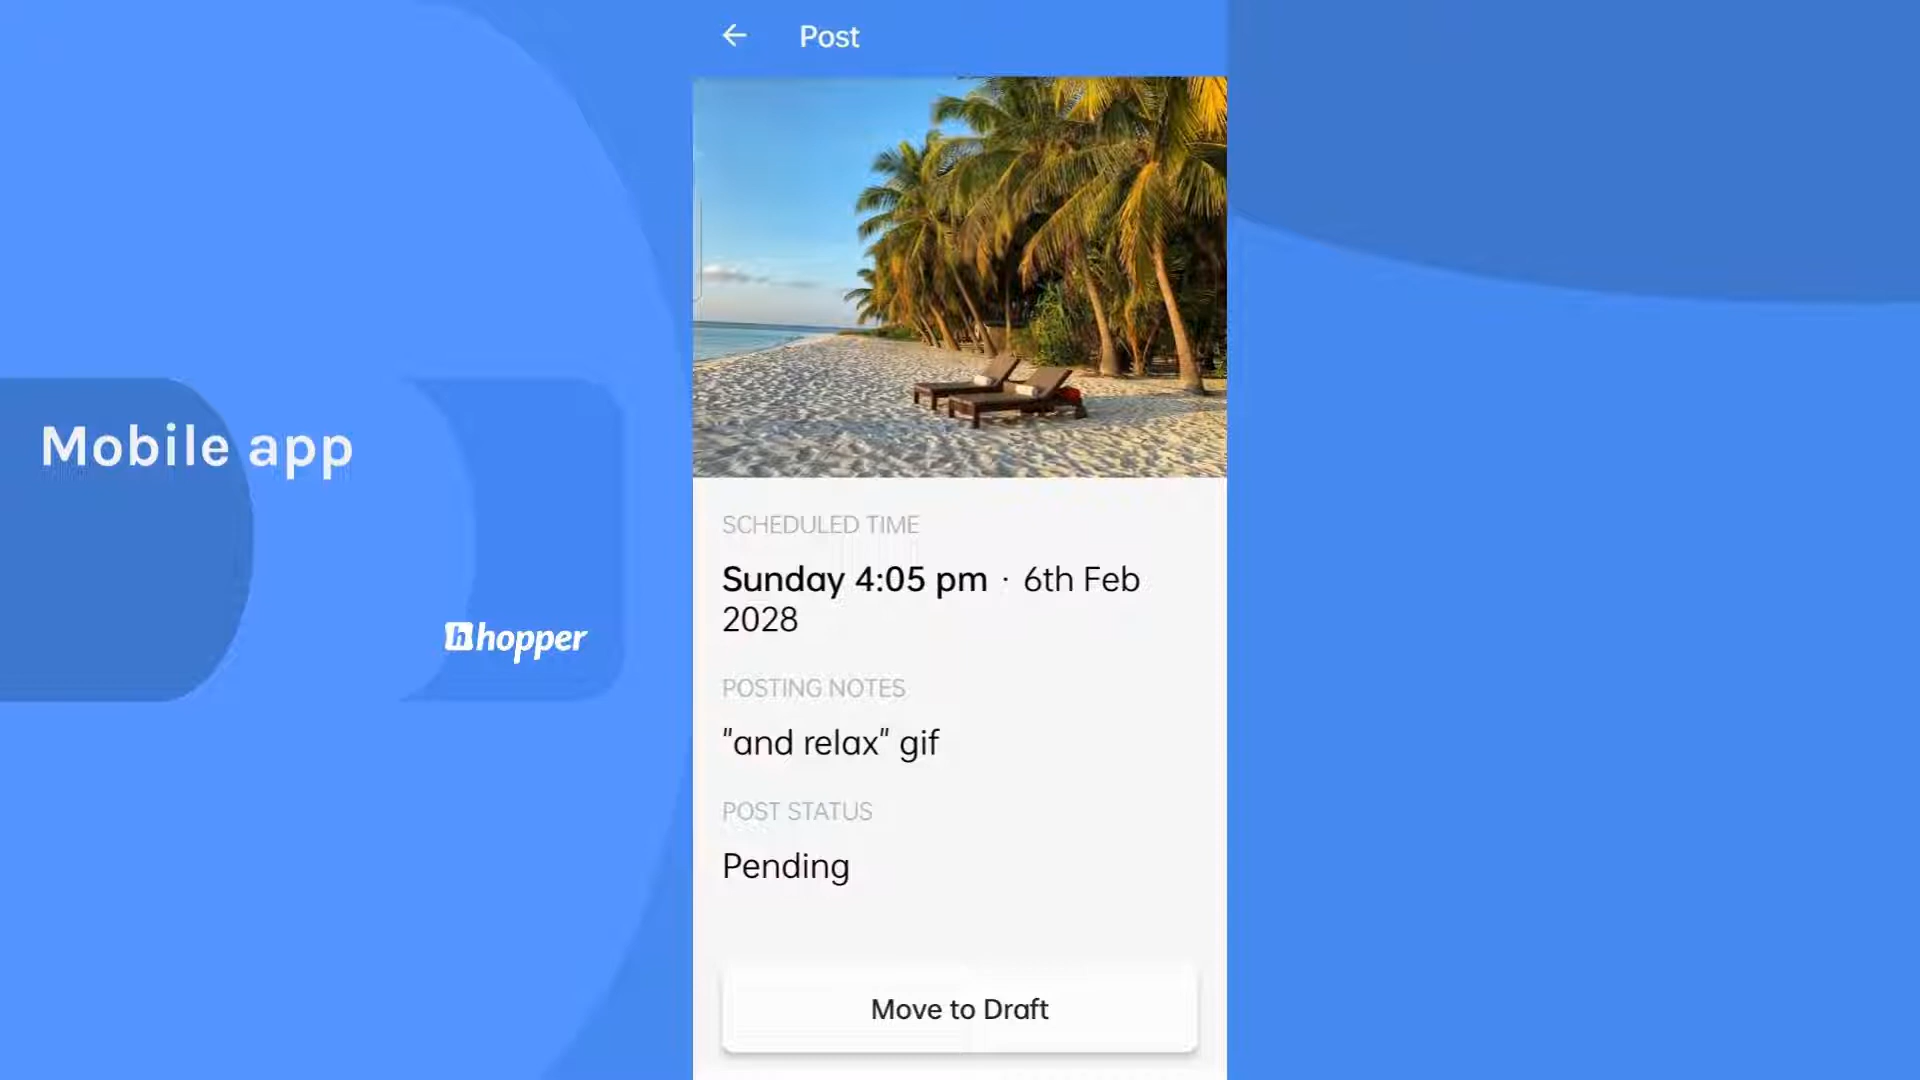 Post
Mobile app
hopper
SCHEDULED TIME
Sunday 4:05 pm · 6th Feb
2028
POSTING NOTES
"and relax" gif
POST STATUS
Pending
Move to Draft